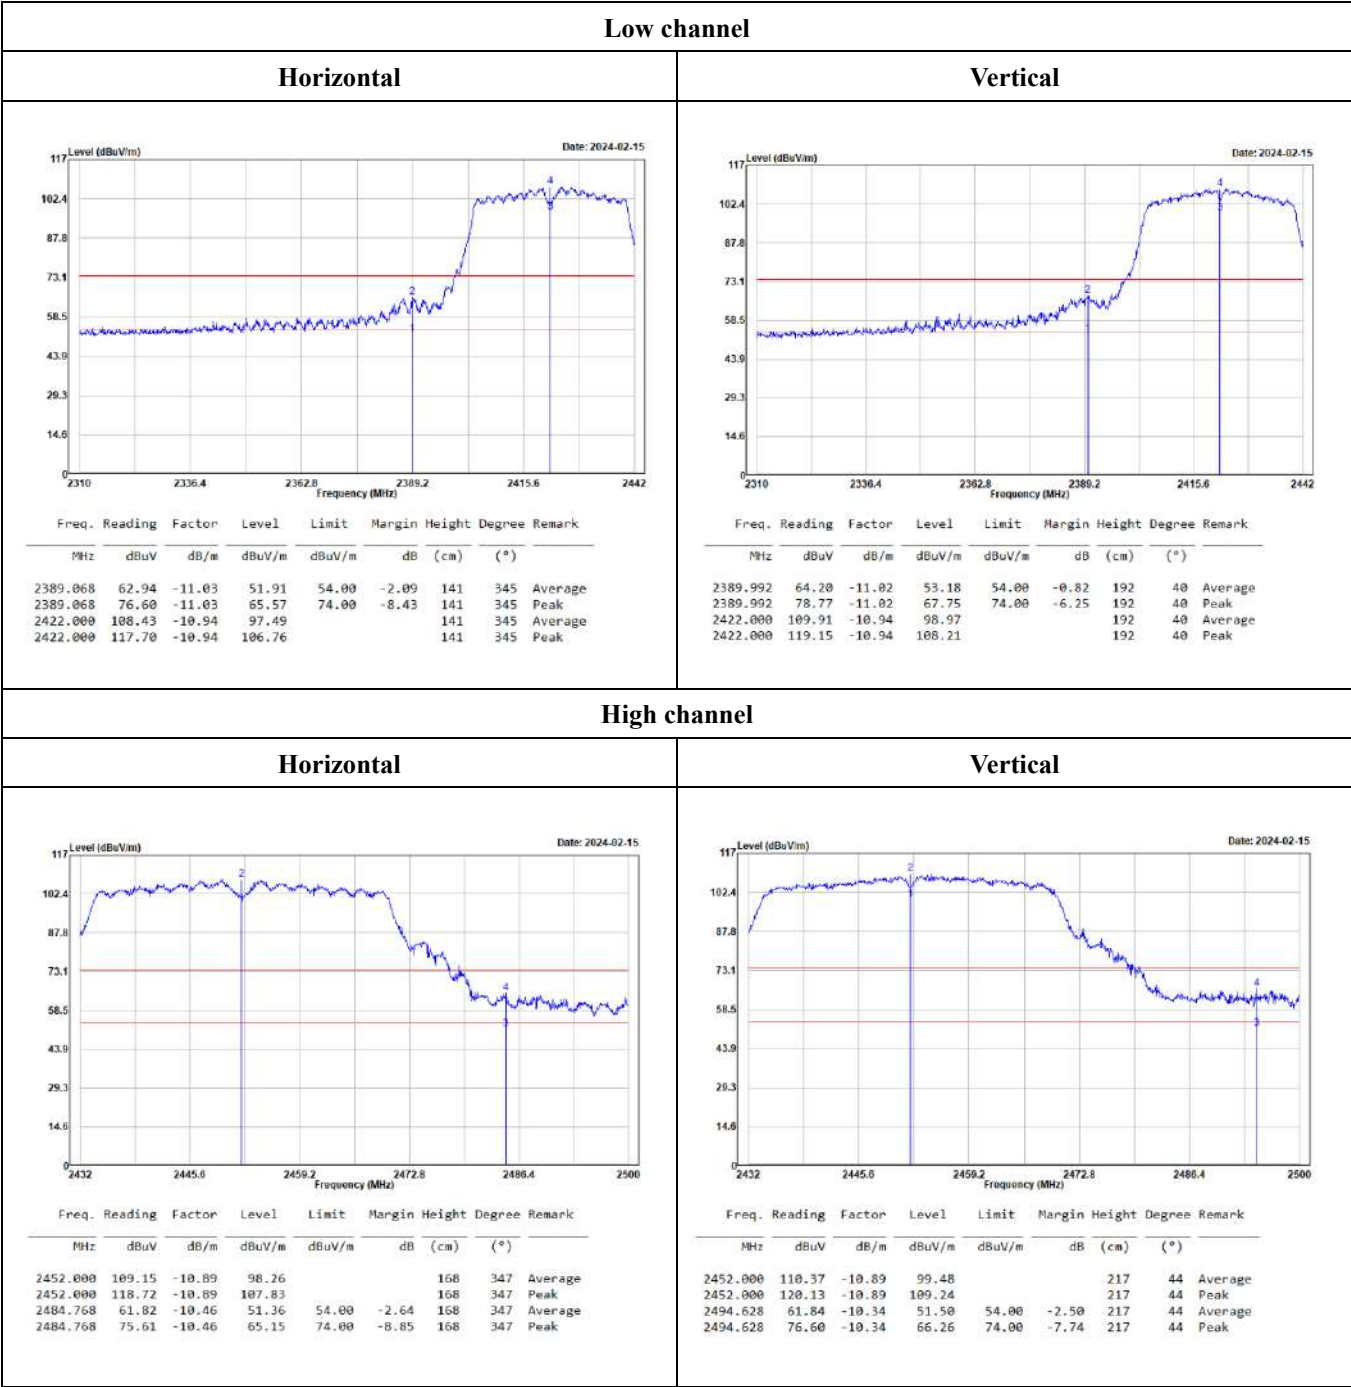 Low channel
Horizontal Vertical
Date: 2024-02-15
Level (dBuV/m)
117
102.4
87.8
73.1
58.5
43.9
29.3
14.6
0
4
3
2
1
2310 2336.4 2362.8 2389.2 2415.6 2442
Frequency (MHz)
Freq. Reading Factor Level Limit Margin Height Degree Remark
MHz dBuV dB/m dBuV/m dBuV/m dB (cm) (°)
2389.068 62.94 -11.03 51.91 54.00 -2.09 141 345 Average
2389.068 76.60 -11.03 65.57 74.00 -8.43 141 345 Peak
2422.000 108.43 -10.94 97.49 141 345 Average
2422.000 117.70 -10.94 106.76 141 345 Peak
Date: 2024-02-15
Level (dBuV/m)
117
102.4
87.8
73.1
58.5
43.9
29.3
14.6
0
4
3
2
1
2310 2336.4 2362.8 2389.2 2415.6 2442
Frequency (MHz)
Freq. Reading Factor Level Limit Margin Height Degree Remark
MHz dBuV dB/m dBuV/m dBuV/m dB (cm) (°)
2389.992 64.20 -11.02 53.18 54.00 -0.82 192 40 Average
2389.992 78.77 -11.02 67.75 74.00 -6.25 192 40 Peak
2422.000 109.91 -10.94 98.97 192 40 Average
2422.000 119.15 -10.94 108.21 192 40 Peak
High channel
Horizontal Vertical
Date: 2024-02-15
Level (dBuV/m)
117
102.4
87.8
73.1
58.5
43.9
29.3
14.6
0
2
4
3
2432 2445.6 2459.2 2472.8 2486.4 2500
Frequency (MHz)
Freq. Reading Factor Level Limit Margin Height Degree Remark
MHz dBuV dB/m dBuV/m dBuV/m dB (cm) (°)
2452.000 109.15 -10.89 98.26 168 347 Average
2452.000 118.72 -10.89 107.83 168 347 Peak
2484.768 61.82 -10.46 51.36 54.00 -2.64 168 347 Average
2484.768 75.61 -10.46 65.15 74.00 -8.85 168 347 Peak
Date: 2024-02-15
Level (dBuV/m)
117
102.4
87.8
73.1
58.5
43.9
29.3
14.6
0
2
4
3
2432 2445.6 2459.2 2472.8 2486.4 2500
Frequency (MHz)
Freq. Reading Factor Level Limit Margin Height Degree Remark
MHz dBuV dB/m dBuV/m dBuV/m dB (cm) (°)
2452.000 110.37 -10.89 99.48 217 44 Average
2452.000 120.13 -10.89 109.24 217 44 Peak
2494.628 61.84 -10.34 51.50 54.00 -2.50 217 44 Average
2494.628 76.60 -10.34 66.26 74.00 -7.74 217 44 Peak